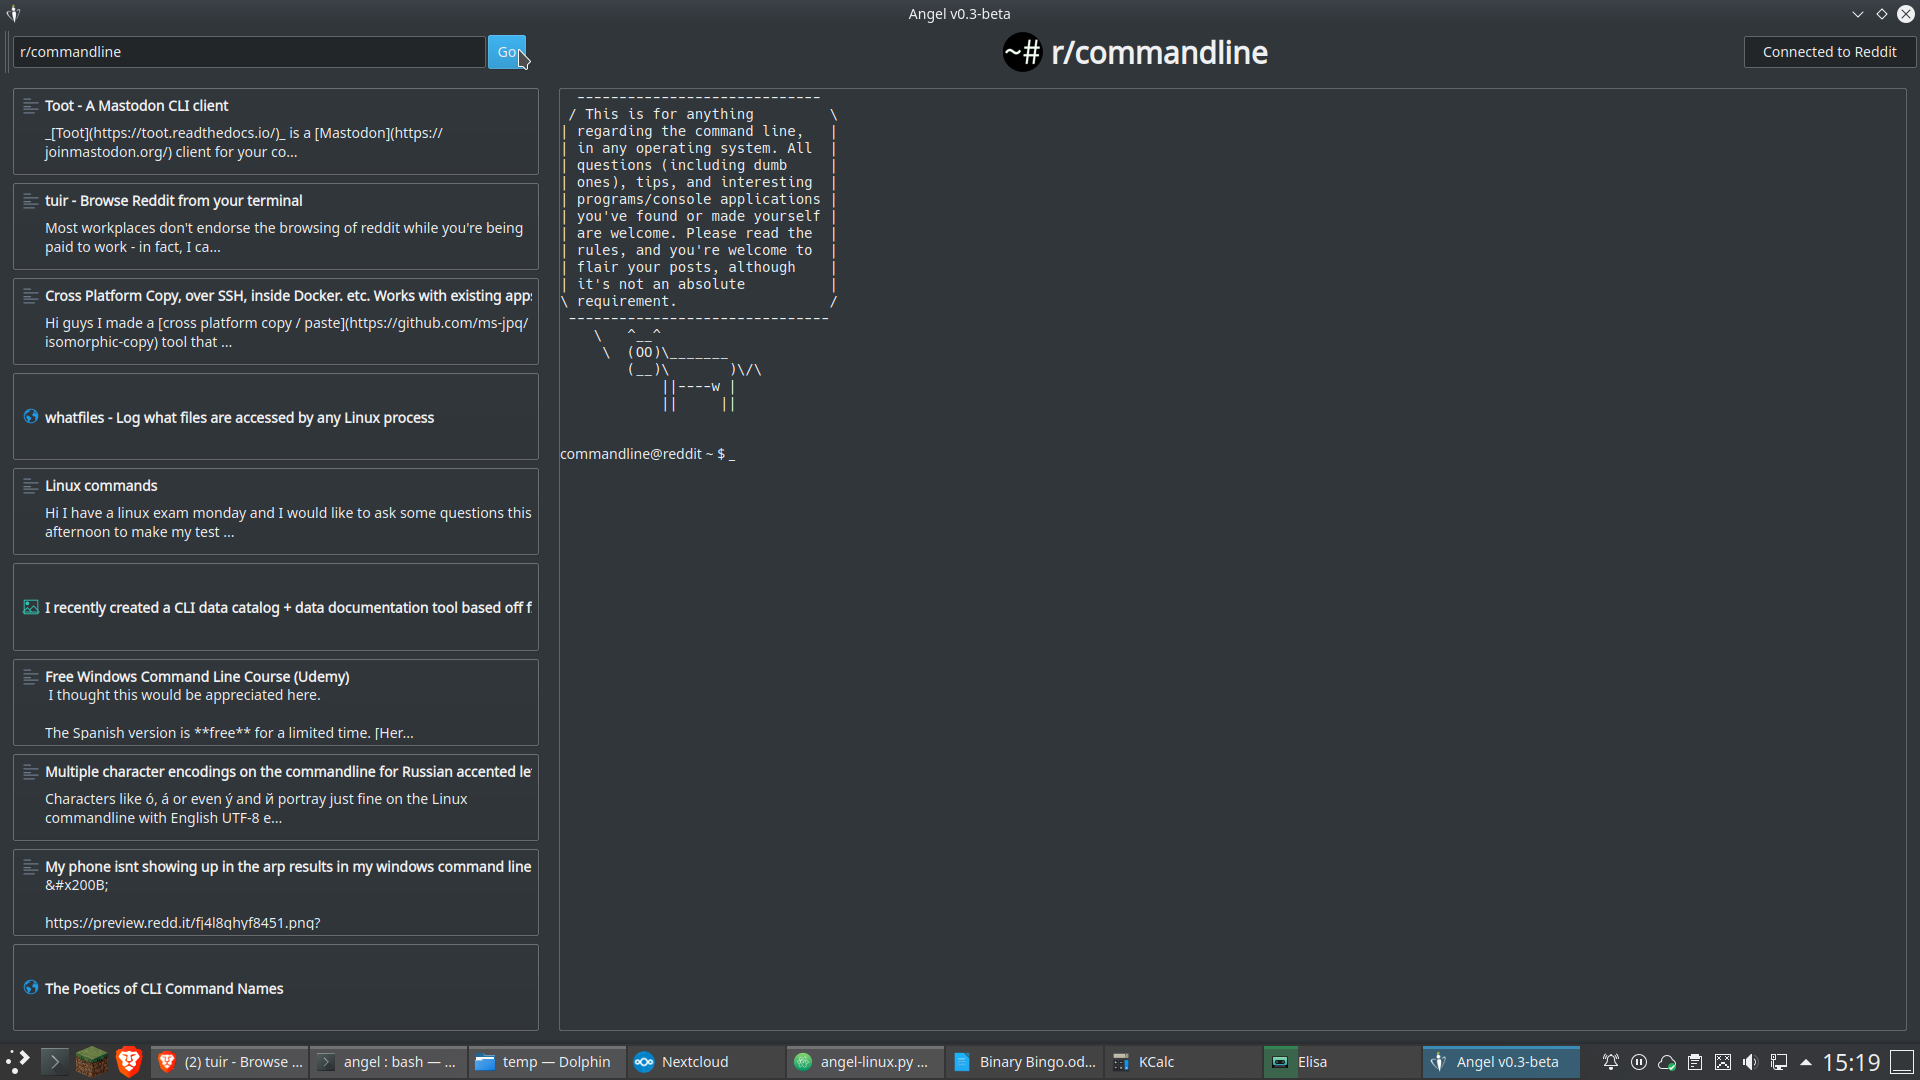 Angel v0.3-beta
r/commandline
Go
~# r/commandline
Connected to Reddit
Toot - A Mastodon CLI client
_[Toot](https://toot.readthedocs.io/)_ is a [Mastodon](https://
joinmastodon.org/) client for your co...
tuir - Browse Reddit from your terminal
Most workplaces don't endorse the browsing of reddit while you're being
paid to work - in fact, I ca...
Cross Platform Copy, over SSH, inside Docker. etc. Works with existing apps
Hi guys I made a [cross platform copy / paste](https://github.com/ms-jpq/
isomorphic-copy) tool that ...
whatfiles - Log what files are accessed by any Linux process
Linux commands
Hi I have a linux exam monday and I would like to ask some questions this
afternoon to make my test ...
I recently created a CLI data catalog + data documentation tool based off f
Free Windows Command Line Course (Udemy)
I thought this would be appreciated here.
The Spanish version is **free** for a limited time. [Her...
Multiple character encodings on the commandline for Russian accented le
Characters like ó, á or even ý and й portray just fine on the Linux
commandline with English UTF-8 e...
My phone isnt showing up in the arp results in my windows command line
&#x200B;
https://preview.redd.it/fj4l8qhyf8451.png?
The Poetics of CLI Command Names
 -----------------------------
/ This is for anything         \
| regarding the command line,   |
| in any operating system. All  |
| questions (including dumb     |
| ones), tips, and interesting  |
| programs/console applications |
| you've found or made yourself |
| are welcome. Please read the  |
| rules, and you're welcome to  |
| flair your posts, although    |
| it's not an absolute          |
\ requirement.                  /
 -------------------------------
    \   ^__^
     \  (OO)\_______
        (__)\       )\/\
            ||----w |
            ||     ||
commandline@reddit ~ $ _
(2) tuir - Browse ...
angel : bash — ...
temp — Dolphin
Nextcloud
angel-linux.py ...
Binary Bingo.od...
KCalc
Elisa
Angel v0.3-beta
15:19